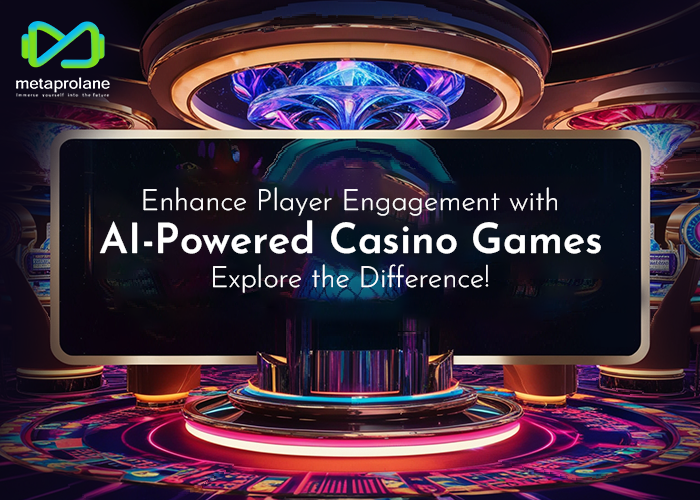 metaprolane
Immerse yourself into the future
Enhance Player Engagement with
AI-Powered Casino Games
Explore the Difference!